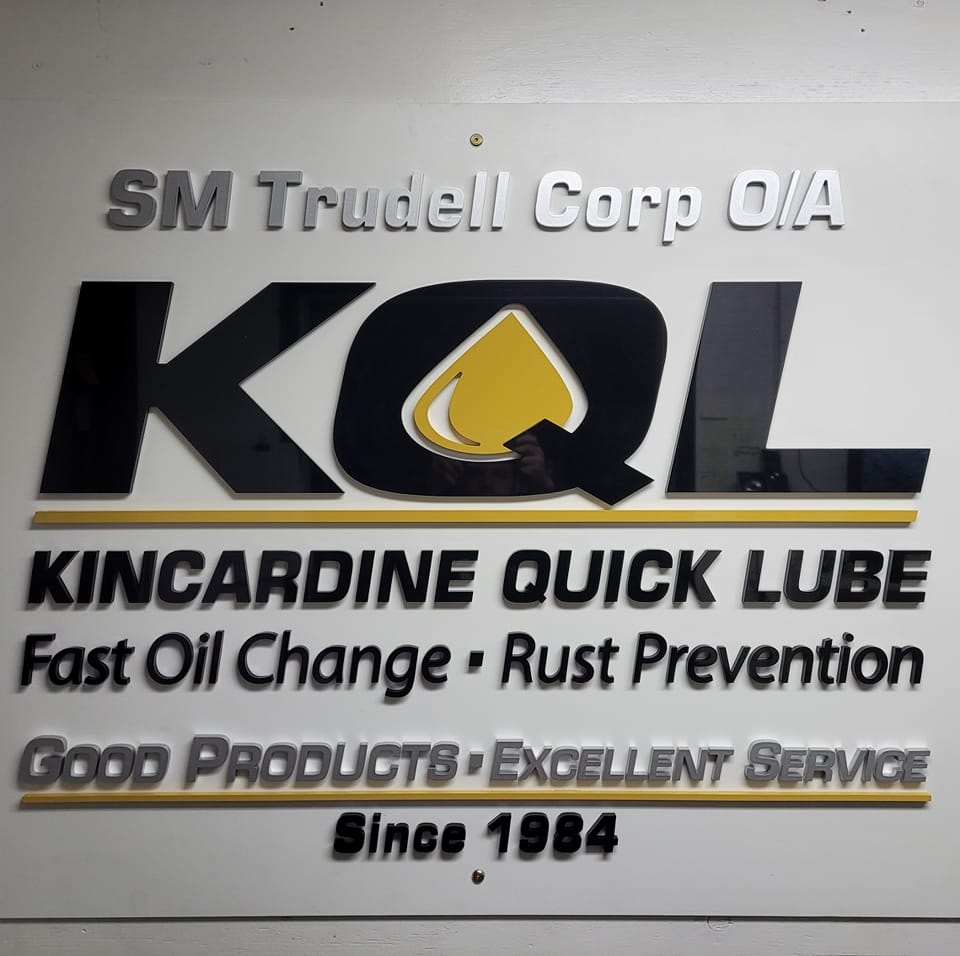 SM Trudell Corp O/A
KQL
KINCARDINE QUICK LUBE
Fast Oil Change ▪ Rust Prevention
GOOD PRODUCTS ▪ EXCELLENT SERVICE
Since 1984